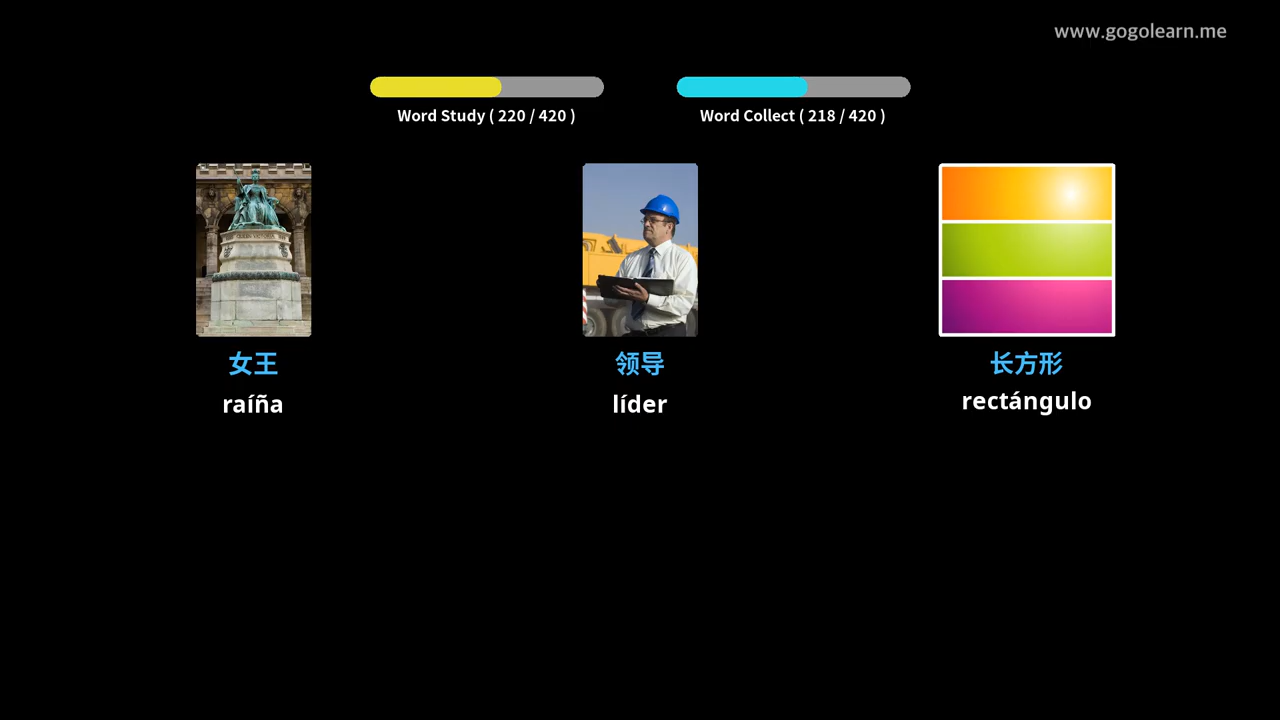 www.gogolearn.me
Word Study ( 220 / 420 )
Word Collect ( 218 / 420 )
女王
领导
长方形
raíña
líder
rectángulo